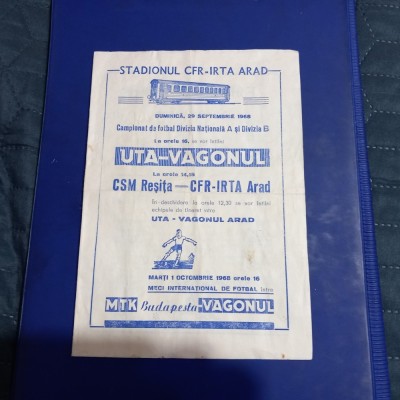 STADIONUL CFR-IRTA ARAD
DUMINICĂ, 29 SEPTEMBRIE 1968
Campionat de fotbal Divizia Națională A și Divizia B
La orele 16, se vor întîlni
UTA-VAGONUL
La orele 14,15
CSM Reșița — CFR-IRTA Arad
În deschidere la orele 12,30 se vor întîlni
echipele de tineret între
UTA - VAGONUL ARAD
MARȚI 1 OCTOMBRIE 1968 orele 16
MECI INTERNAȚIONAL DE FOTBAL între
MTK Budapesta-VAGONUL